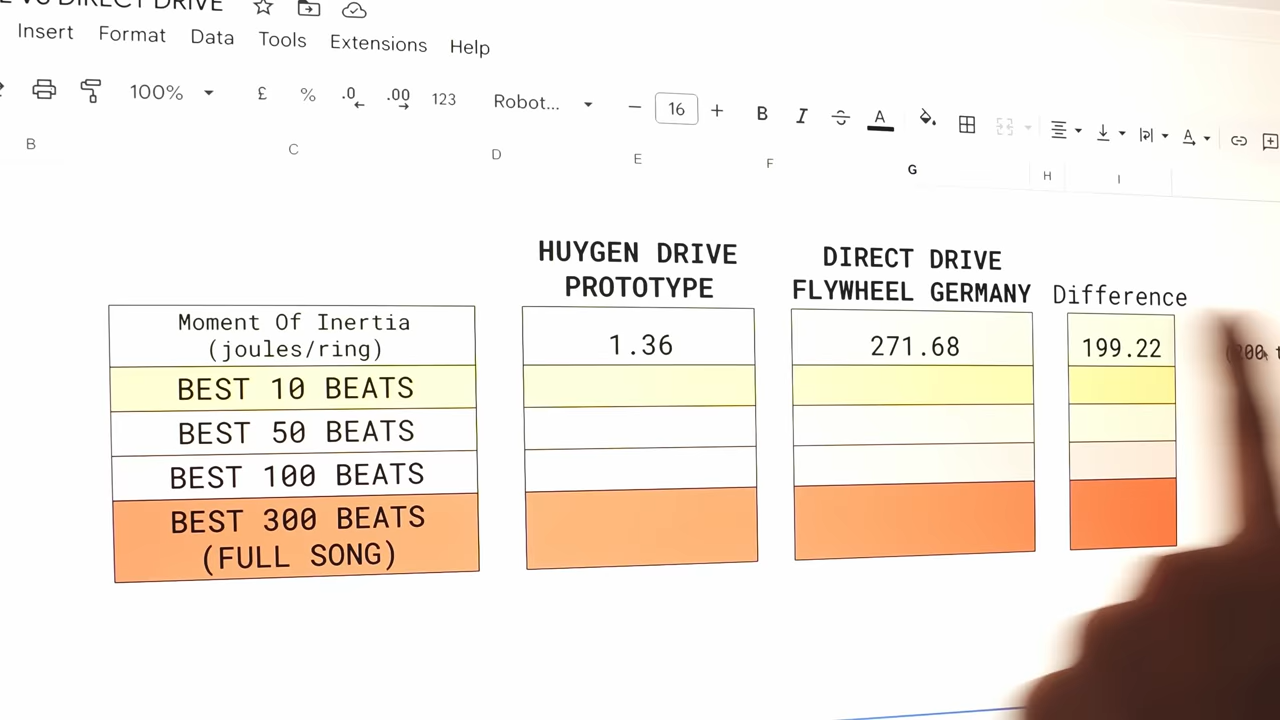 DIRECT DRIVE
Insert Format Data Tools Extensions Help
100% £ % .0 .00 123 Robot... − 16 + B I S A
B C D E F G H I
HUYGEN DRIVE
PROTOTYPE
DIRECT DRIVE
FLYWHEEL GERMANY
Difference
Moment Of Inertia
(joules/ring)
1.36
271.68
199.22
BEST 10 BEATS
BEST 50 BEATS
BEST 100 BEATS
BEST 300 BEATS
(FULL SONG)